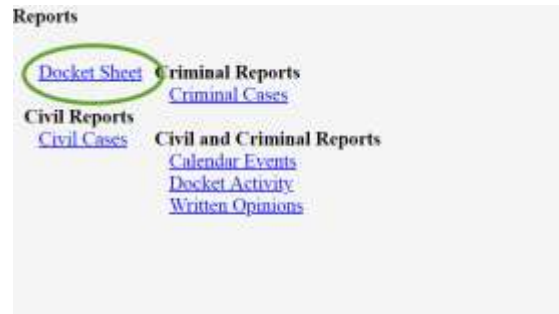 Reports
Docket Sheet
Civil Reports
Civil Cases
Criminal Reports
Criminal Cases
Civil and Criminal Reports
Calendar Events
Docket Activity
Written Opinions